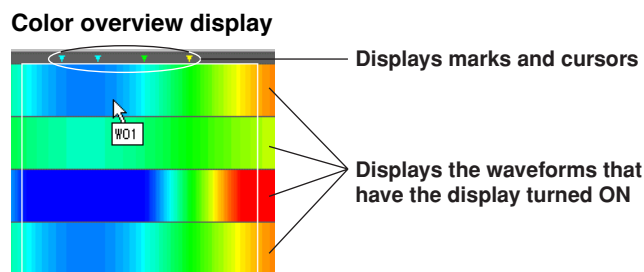 Color overview display
Displays marks and cursors
W01
Displays the waveforms that
have the display turned ON